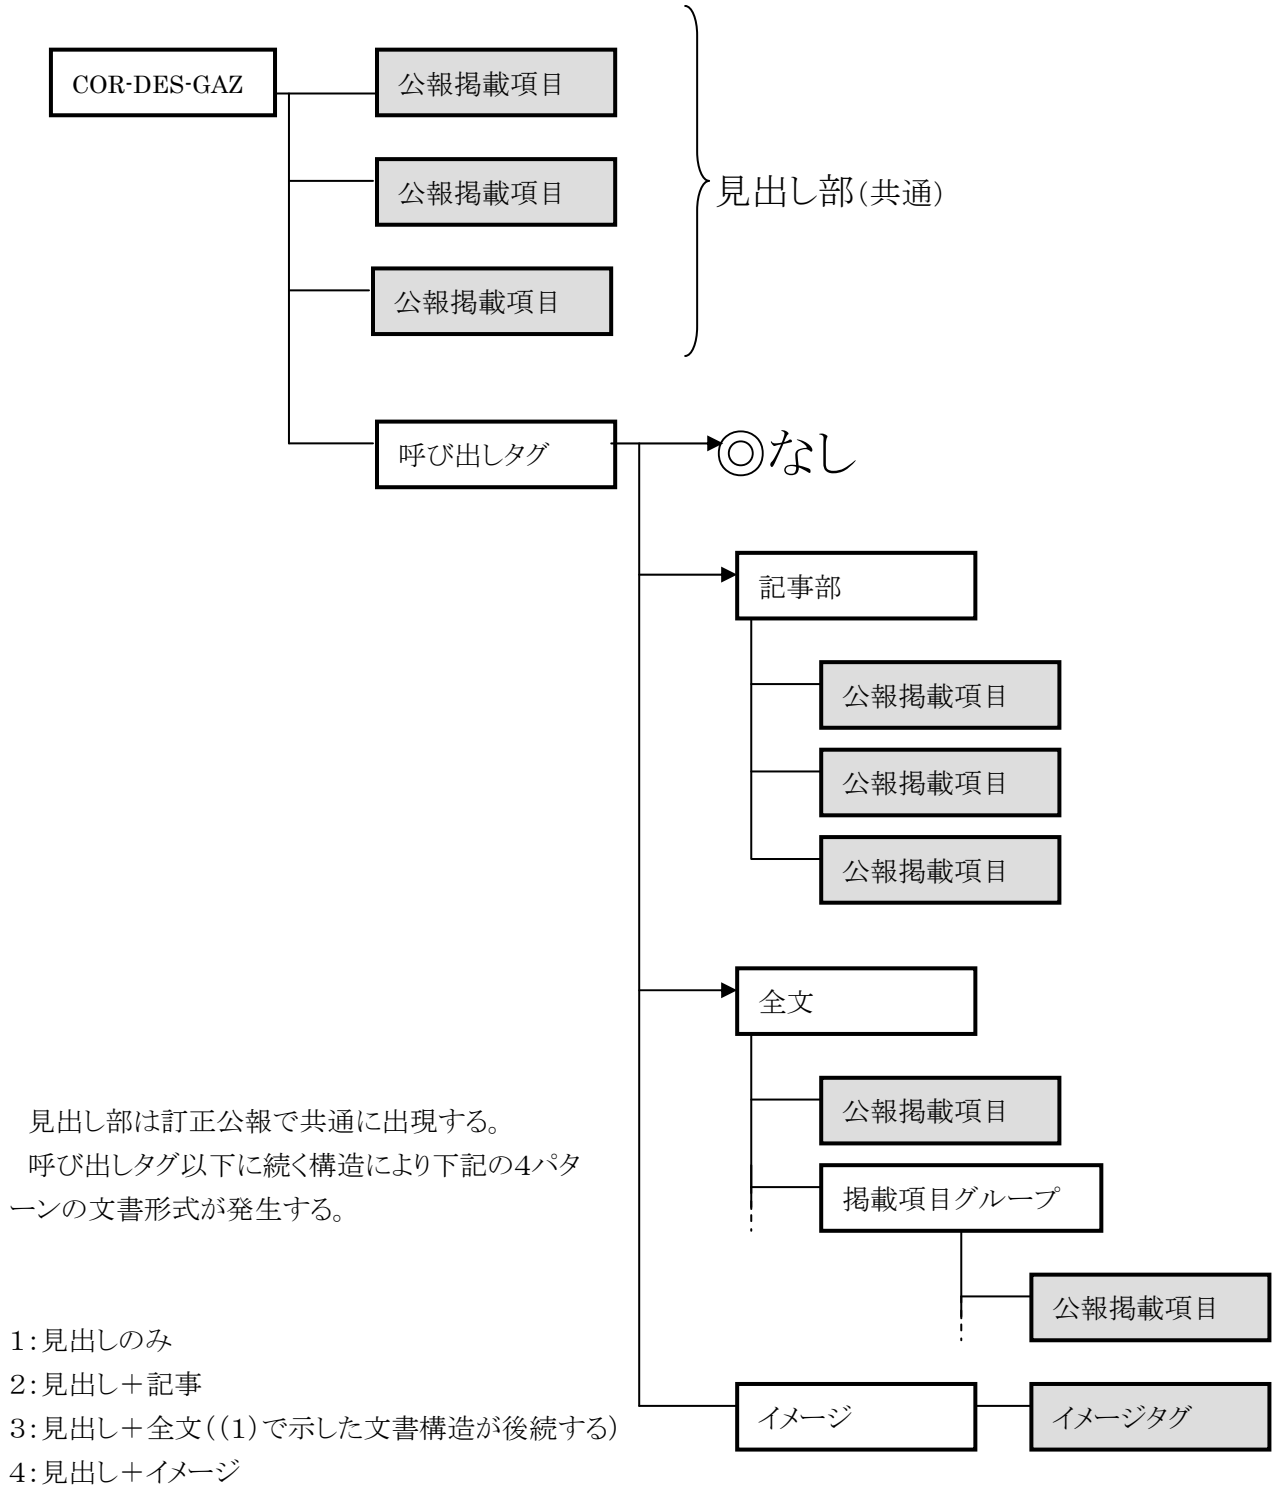 COR-DES-GAZ
公報掲載項目
公報掲載項目
見出し部(共通)
公報掲載項目
呼び出しタグ
◎なし
記事部
公報掲載項目
公報掲載項目
公報掲載項目
全文
公報掲載項目
掲載項目グループ
公報掲載項目
イメージ
イメージタグ
見出し部は訂正公報で共通に出現する。
呼び出しタグ以下に続く構造により下記の4パタ
ーンの文書形式が発生する。
1:見出しのみ
2:見出し+記事
3:見出し+全文((1)で示した文書構造が後続する)
4:見出し+イメージ